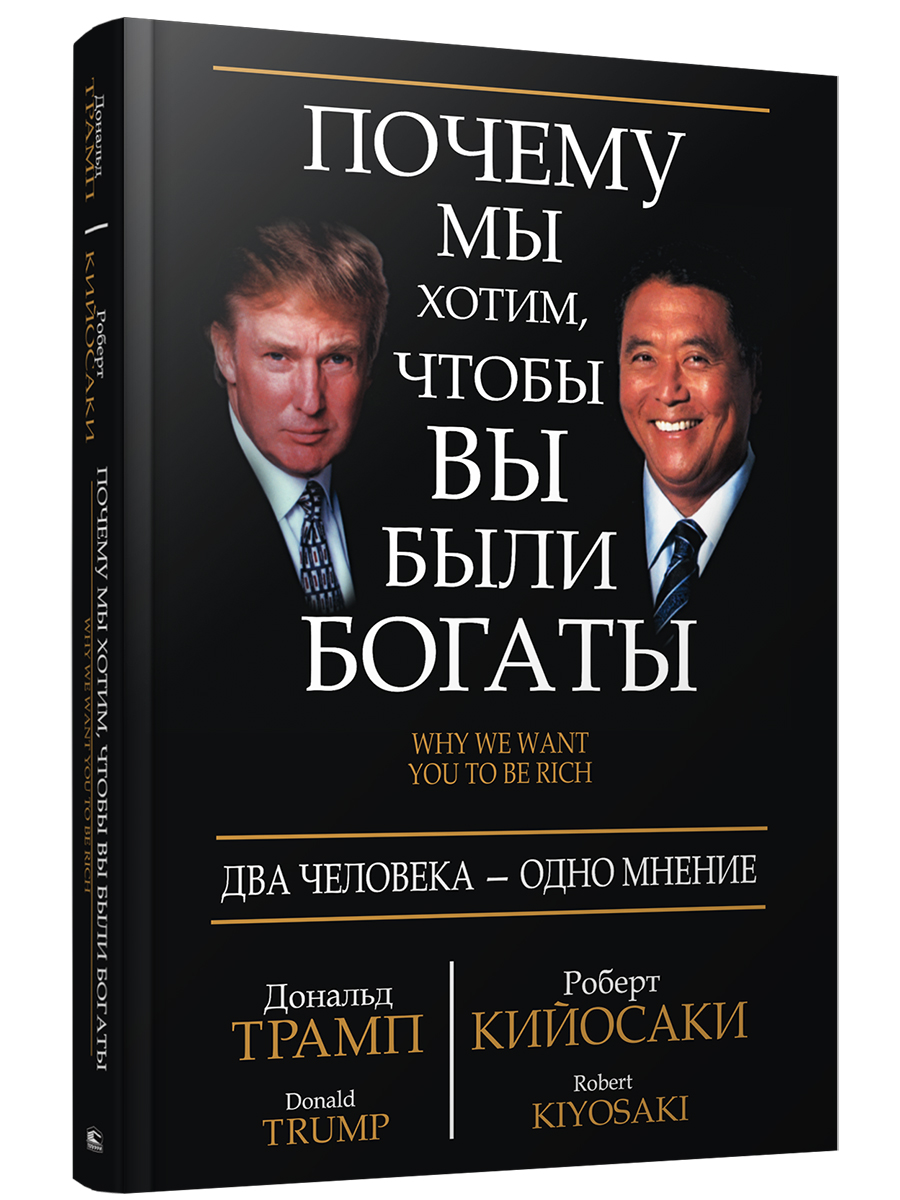 ПОЧЕМУ
МЫ
ХОТИМ,
ЧТОБЫ
ВЫ
БЫЛИ
БОГАТЫ
WHY WE WANT
YOU TO BE RICH
ДВА ЧЕЛОВЕКА – ОДНО МНЕНИЕ
Дональд
ТРАМП
Donald
TRUMP
Роберт
КИЙОСАКИ
Robert
KIYOSAKI
Дональд
ТРАМП
Роберт
КИЙОСАКИ
ПОЧЕМУ МЫ ХОТИМ, ЧТОБЫ ВЫ БЫЛИ БОГАТЫ
WHY WE WANT YOU TO BE RICH